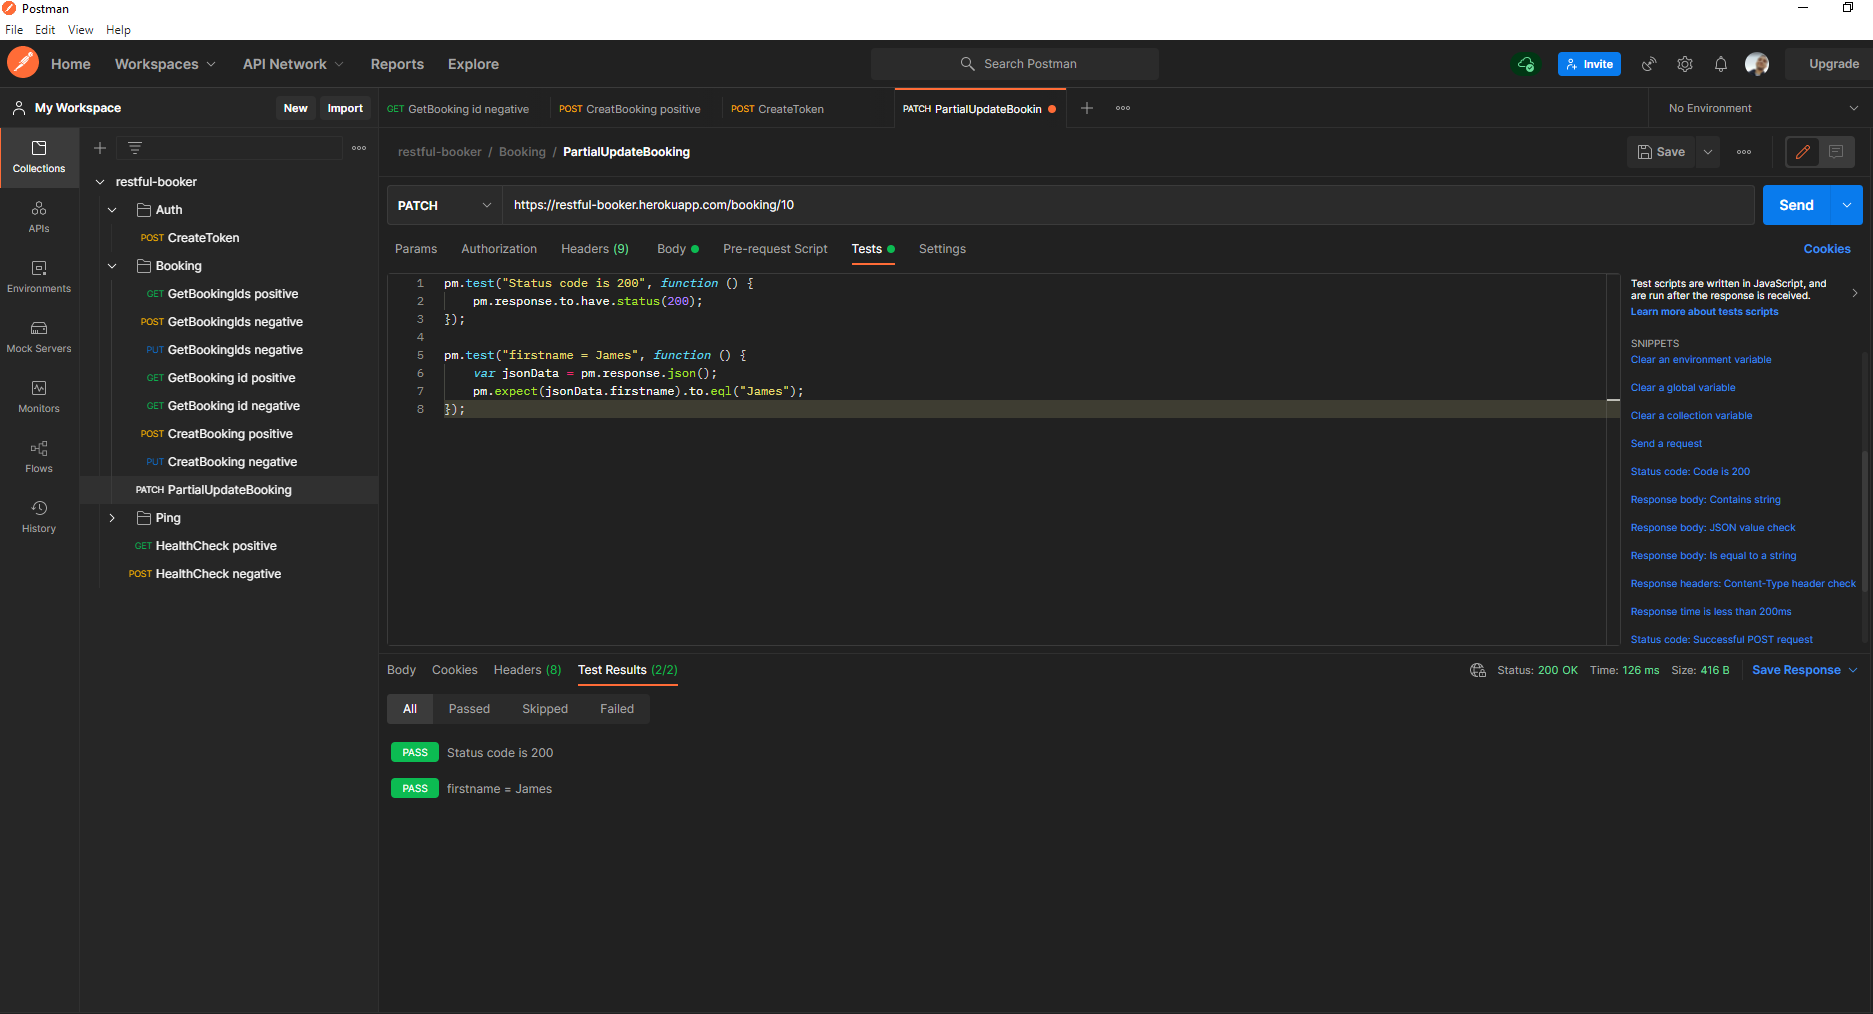 Postman
File Edit View Help
Home Workspaces API Network Reports Explore Search Postman Invite Upgrade
My Workspace New Import
GET GetBooking id negative POST CreatBooking positive POST CreateToken PATCH PartialUpdateBookin No Environment
restful-booker / Booking / PartialUpdateBooking Save
Collections
APIs
Environments
Mock Servers
Monitors
Flows
History
restful-booker
Auth
POST CreateToken
Booking
GET GetBookingIds positive
POST GetBookingIds negative
PUT GetBookingIds negative
GET GetBooking id positive
GET GetBooking id negative
POST CreatBooking positive
PUT CreatBooking negative
PATCH PartialUpdateBooking
Ping
GET HealthCheck positive
POST HealthCheck negative
PATCH https://restful-booker.herokuapp.com/booking/10 Send
Params Authorization Headers (9) Body Pre-request Script Tests Settings Cookies
1 pm.test("Status code is 200", function () {
2 pm.response.to.have.status(200);
3 });
4
5 pm.test("firstname = James", function () {
6 var jsonData = pm.response.json();
7 pm.expect(jsonData.firstname).to.eql("James");
8 });
Test scripts are written in JavaScript, and
are run after the response is received.
Learn more about tests scripts
SNIPPETS
Clear an environment variable
Clear a global variable
Clear a collection variable
Send a request
Status code: Code is 200
Response body: Contains string
Response body: JSON value check
Response body: Is equal to a string
Response headers: Content-Type header check
Response time is less than 200ms
Status code: Successful POST request
Body Cookies Headers (8) Test Results (2/2) Status: 200 OK Time: 126 ms Size: 416 B Save Response
All Passed Skipped Failed
PASS Status code is 200
PASS firstname = James